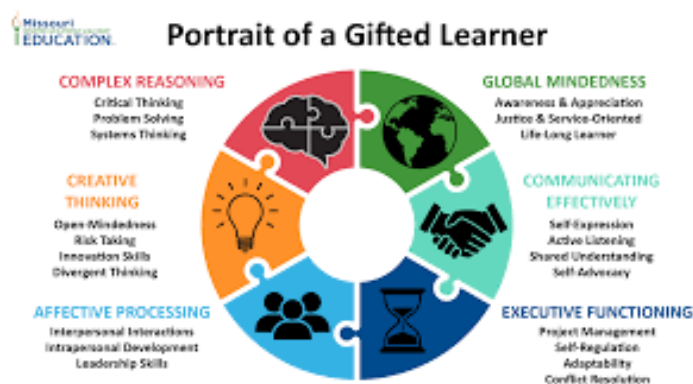 Missouri
EDUCATION
Portrait of a Gifted Learner
COMPLEX REASONING
Critical Thinking
Problem Solving
Systems Thinking
GLOBAL MINDEDNESS
Awareness & Appreciation
Justice & Service-Oriented
Life-Long Learner
CREATIVE
THINKING
Open-Mindedness
Risk Taking
Innovation Skills
Divergent Thinking
COMMUNICATING
EFFECTIVELY
Self-Expression
Active Listening
Shared Understanding
Self-Advocacy
AFFECTIVE PROCESSING
Interpersonal Interactions
Intrapersonal Development
Leadership Skills
EXECUTIVE FUNCTIONING
Project Management
Self-Regulation
Adaptability
Conflict Resolution